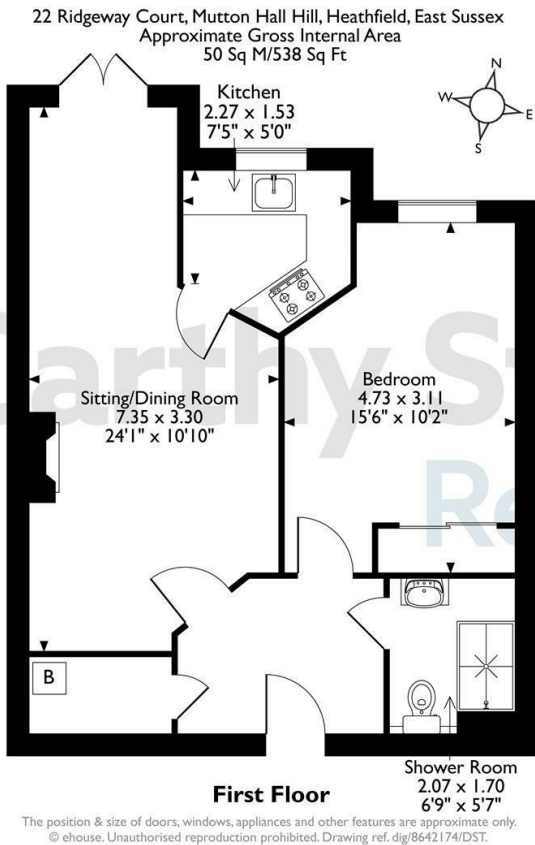 22 Ridgeway Court, Mutton Hall Hill, Heathfield, East Sussex
Approximate Gross Internal Area
50 Sq M/538 Sq Ft
Kitchen
2.27 x 1.53
7'5" x 5'0"
N
W
E
S
Carthy St
Re
Sitting/Dining Room
7.35 x 3.30
24'1" x 10'10"
Bedroom
4.73 x 3.11
15'6" x 10'2"
B
Shower Room
2.07 x 1.70
6'9" x 5'7"
First Floor
The position & size of doors, windows, appliances and other features are approximate only.
© ehouse. Unauthorised reproduction prohibited. Drawing ref. dig/8642174/DST.